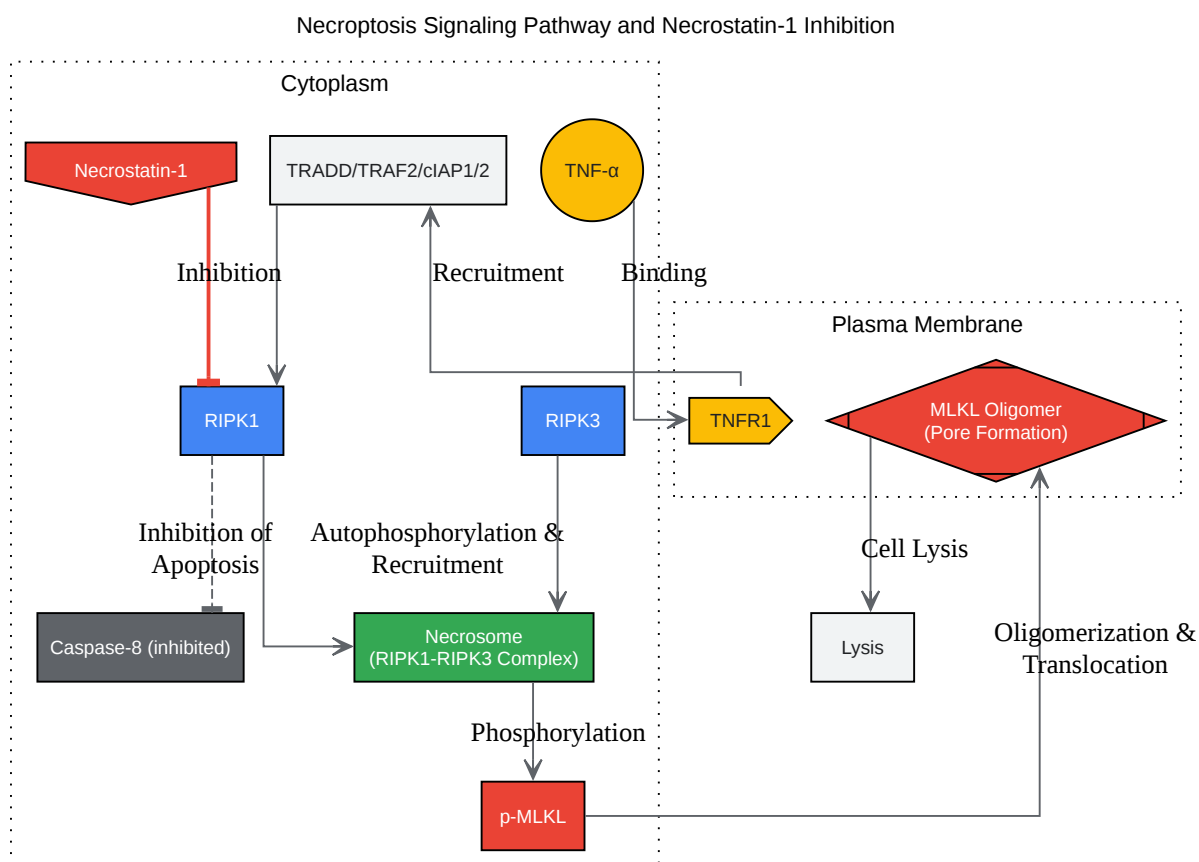 Necroptosis Signaling Pathway and Necrostatin-1 Inhibition
Cytoplasm
Necrostatin-1
TRADD/TRAF2/cIAP1/2
TNF-α
Inhibition
Recruitment
Binding
Plasma Membrane
RIPK1
RIPK3
TNFR1
MLKL Oligomer
(Pore Formation)
Inhibition of
Apoptosis
Autophosphorylation &
Recruitment
Cell Lysis
Caspase-8 (inhibited)
Necrosome
(RIPK1-RIPK3 Complex)
Lysis
Oligomerization &
Translocation
Phosphorylation
p-MLKL